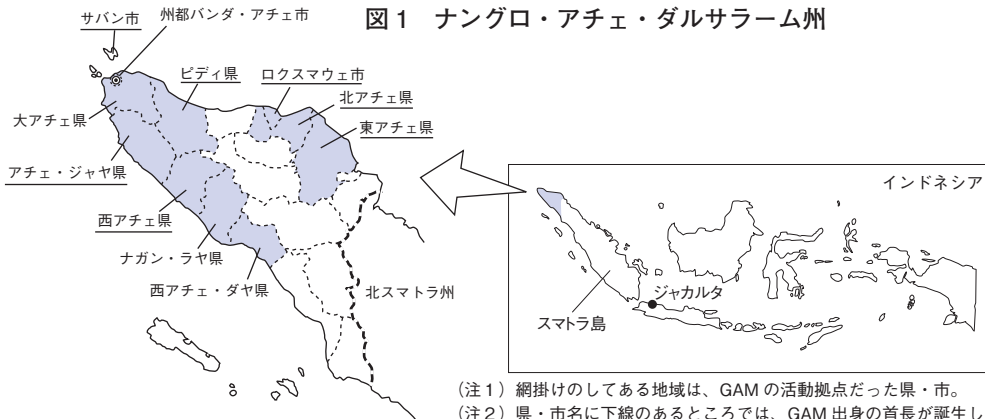 図1 ナングロ・アチェ・ダルサラーム州
サバン市
州都バンダ・アチェ市
ピディ県
ロクスマウェ市
北アチェ県
東アチェ県
大アチェ県
アチェ・ジャヤ県
西アチェ県
ナガン・ラヤ県
西アチェ・ダヤ県
北スマトラ州
インドネシア
ジャカルタ
スマトラ島
(注1)網掛けのしてある地域は、GAMの活動拠点だった県・市。
(注2)県・市名に下線のあるところでは、GAM出身の首長が誕生し